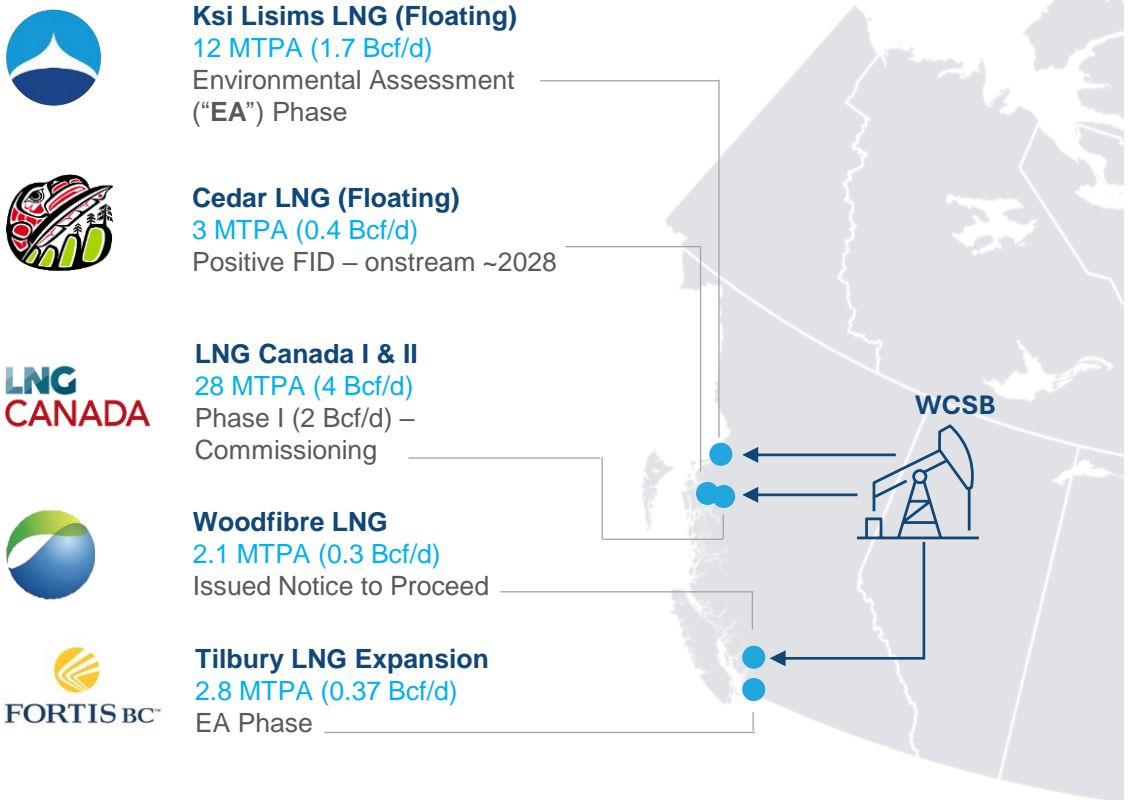 Ksi Lisims LNG (Floating)
12 MTPA (1.7 Bcf/d)
Environmental Assessment
(“EA”) Phase
Cedar LNG (Floating)
3 MTPA (0.4 Bcf/d)
Positive FID – onstream ~2028
LNG
CANADA
LNG Canada I & II
28 MTPA (4 Bcf/d)
Phase I (2 Bcf/d) –
Commissioning
WCSB
Woodfibre LNG
2.1 MTPA (0.3 Bcf/d)
Issued Notice to Proceed
FORTIS BC™
Tilbury LNG Expansion
2.8 MTPA (0.37 Bcf/d)
EA Phase